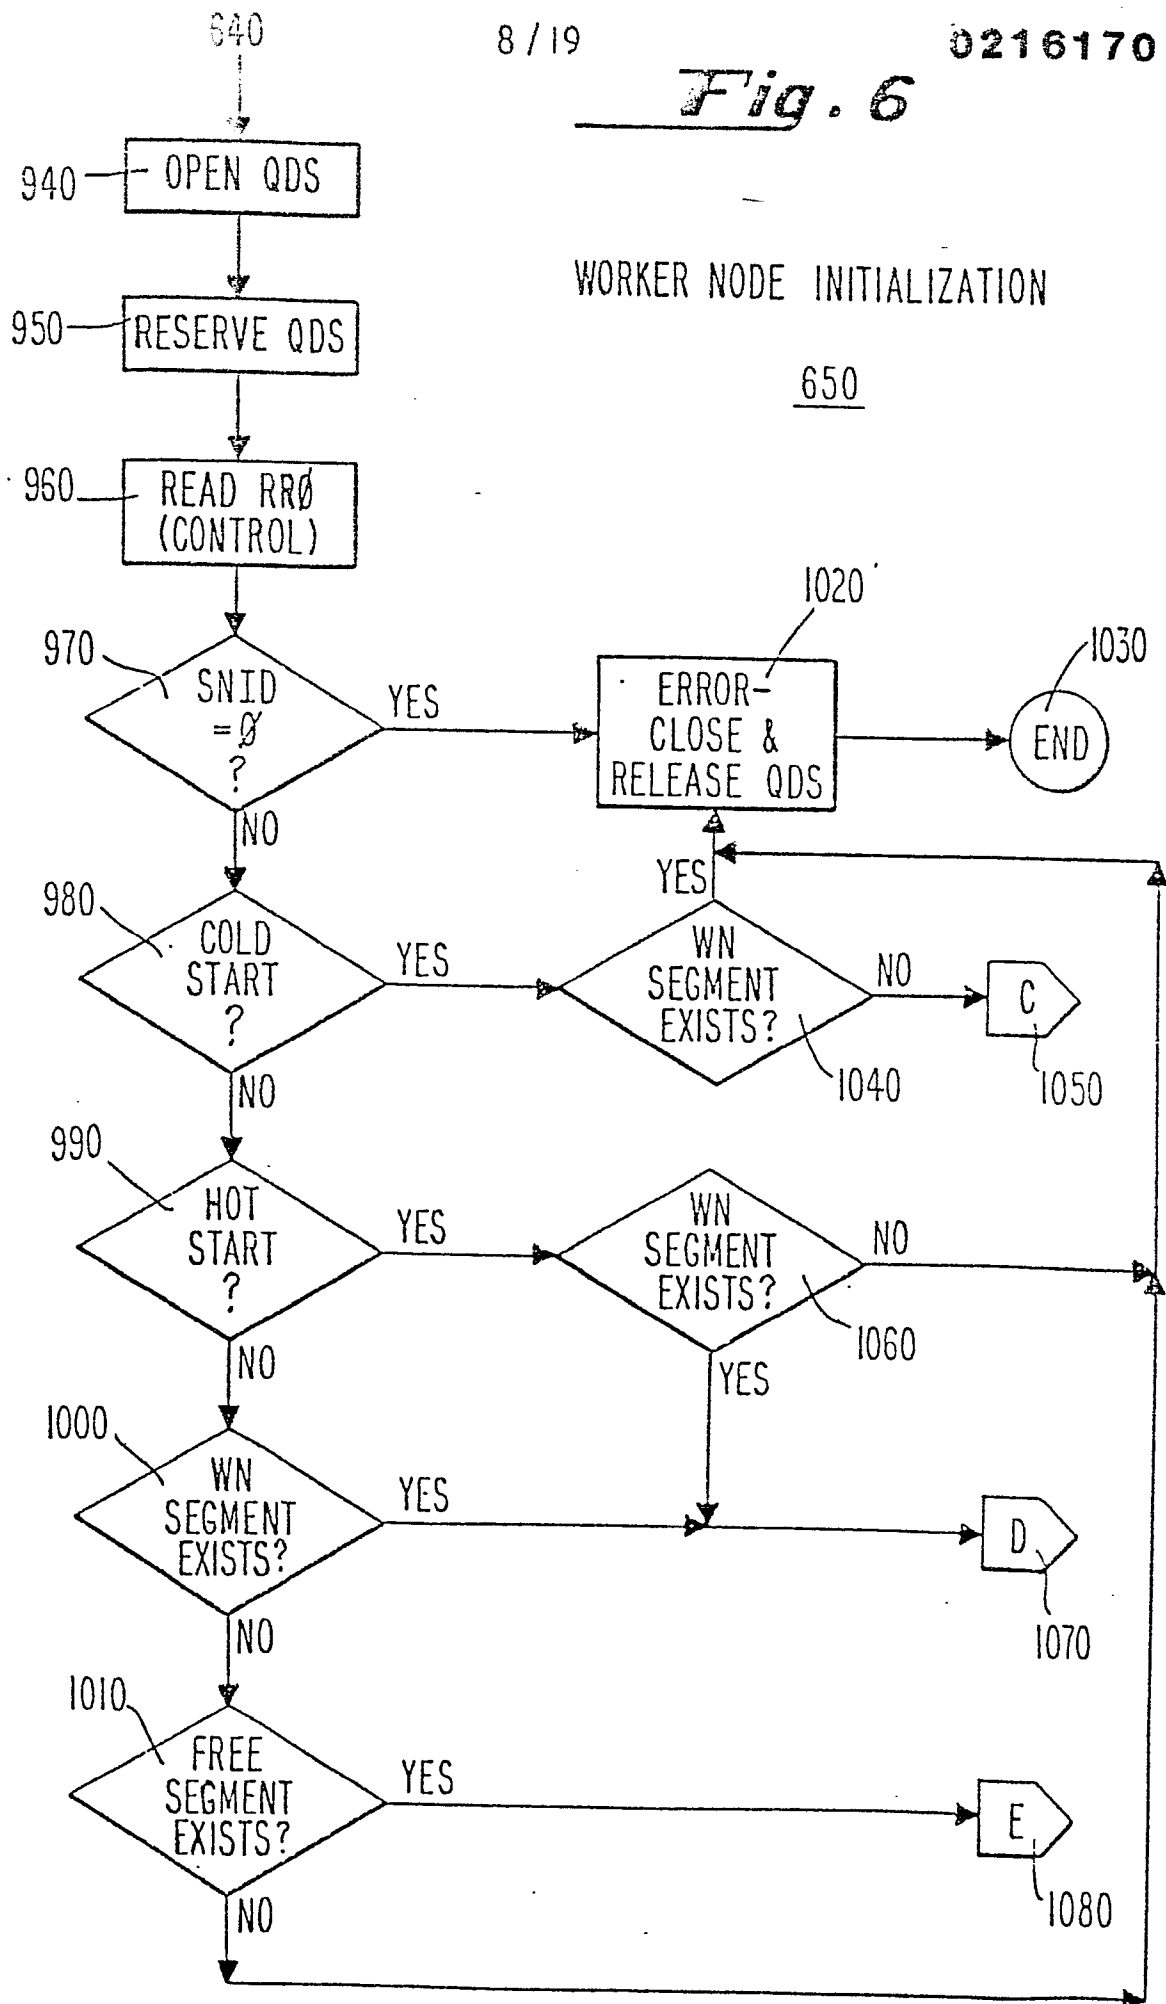 640
8/19
0216170
Fig. 6
940
OPEN QDS
WORKER NODE INITIALIZATION
950
RESERVE QDS
650
960
READ RRØ
(CONTROL)
1020
1030
970
SNID
=Ø
?
YES
ERROR-
CLOSE &
RELEASE QDS
END
NO
980
COLD
START
?
YES
YES
WN
SEGMENT
EXISTS?
NO
C
1040
1050
NO
990
HOT
START
?
YES
WN
SEGMENT
EXISTS?
NO
1060
YES
NO
1000
WN
SEGMENT
EXISTS?
YES
D
1070
NO
1010
FREE
SEGMENT
EXISTS?
YES
E
1080
NO